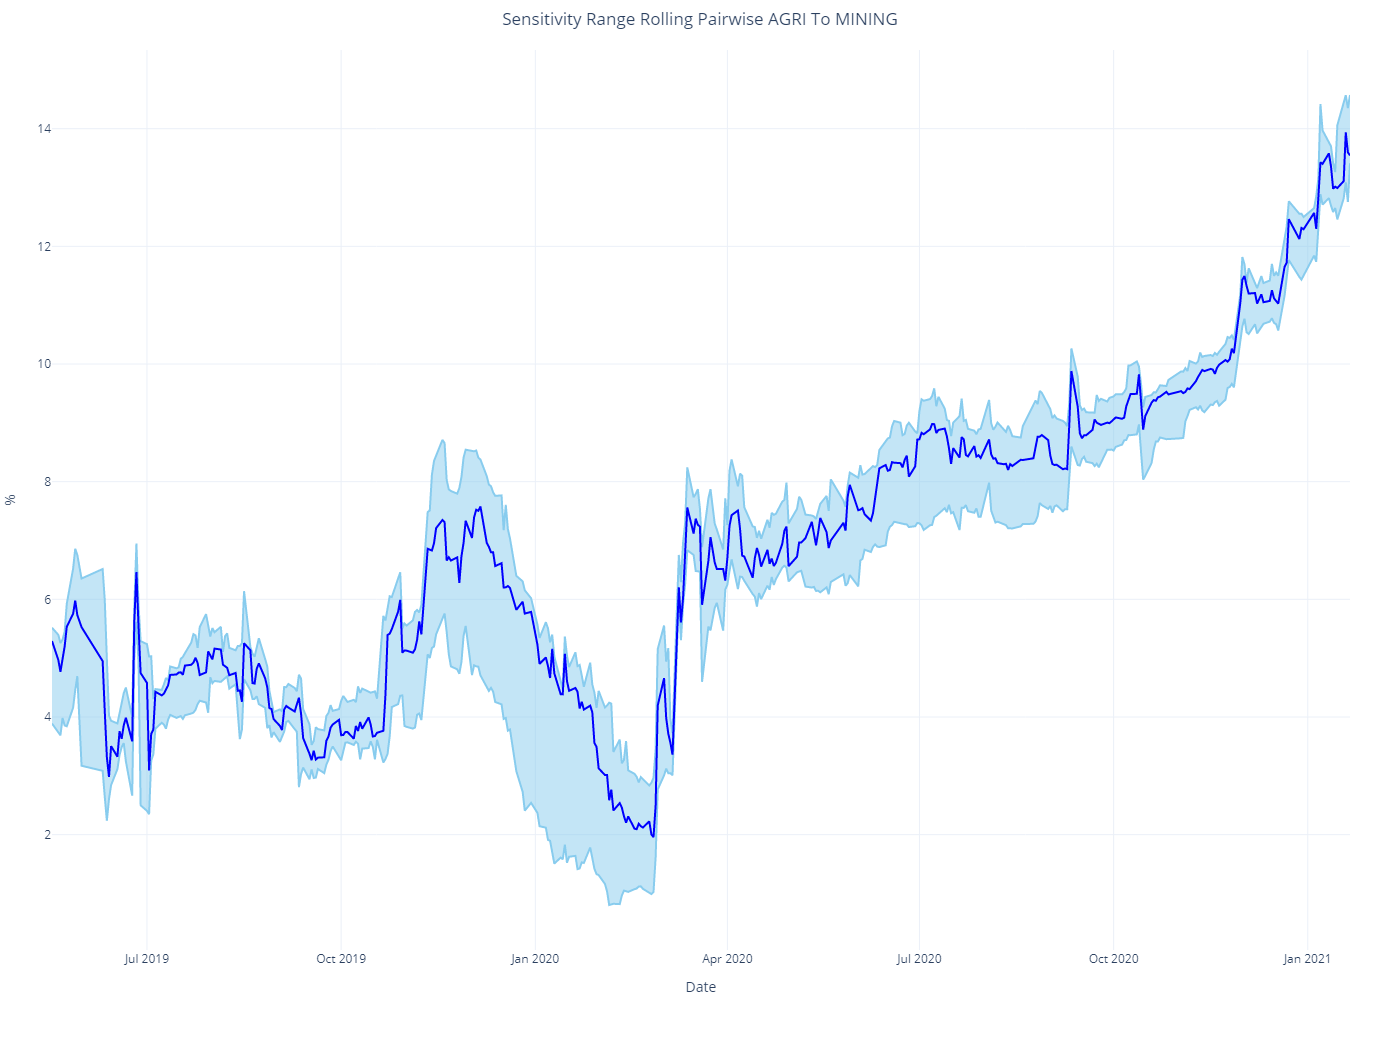 Sensitivity Range Rolling Pairwise AGRI To MINING
14
12
10
8
6
4
2
%
Jul 2019
Oct 2019
Jan 2020
Apr 2020
Jul 2020
Oct 2020
Jan 2021
Date